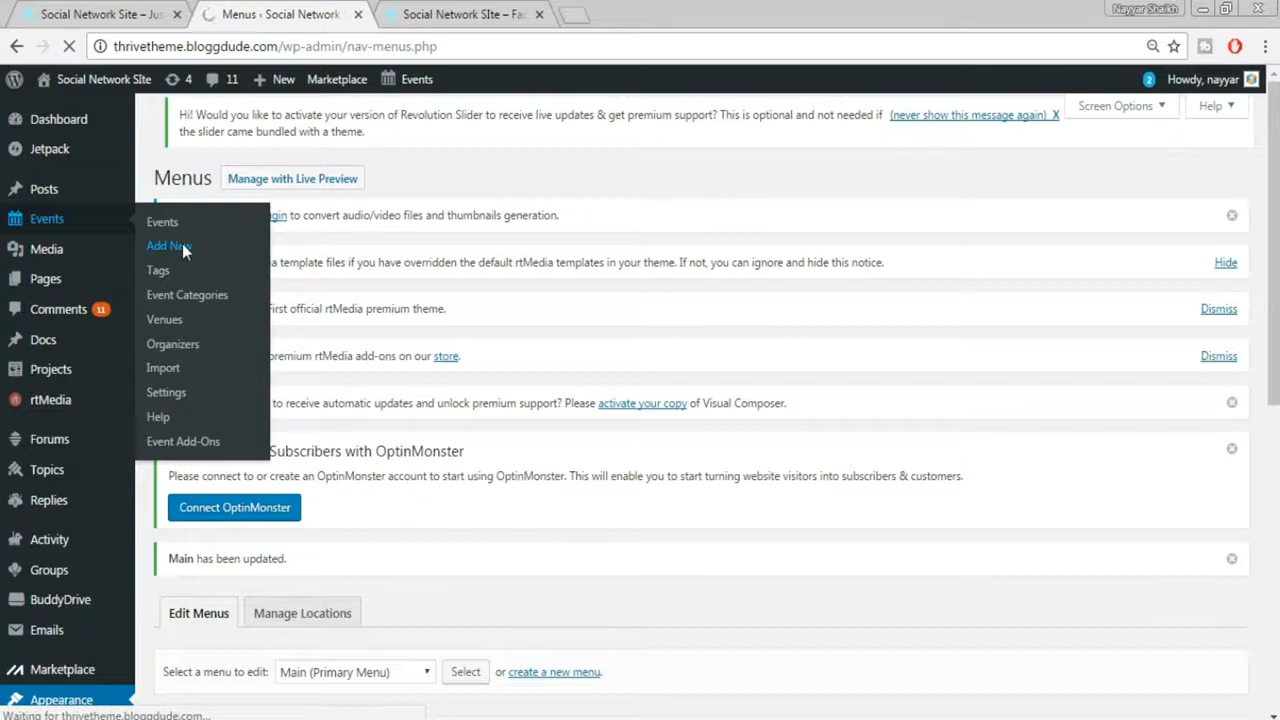 Social Network Site – Jus
Menus ‹ Social Network
Social Network SIte – Fac
Nayyar Shaikh
thrivetheme.bloggdude.com/wp-admin/nav-menus.php
Social Network SIte
4
11
New
Marketplace
Events
2
Howdy, nayyar
Dashboard
Jetpack
Posts
Events
Media
Pages
Comments 11
Docs
Projects
rtMedia
Forums
Topics
Replies
Activity
Groups
BuddyDrive
Emails
Marketplace
Appearance
Events
Add New
Tags
Event Categories
Venues
Organizers
Import
Settings
Help
Event Add-Ons
Hi! Would you like to activate your version of Revolution Slider to receive live updates & get premium support? This is optional and not needed if
the slider came bundled with a theme.
(never show this message again) X
Screen Options
Help
Menus
Manage with Live Preview
to convert audio/video files and thumbnails generation.
template files if you have overridden the default rtMedia templates in your theme. If not, you can ignore and hide this notice.
Hide
first official rtMedia premium theme.
Dismiss
premium rtMedia add-ons on our store.
Dismiss
to receive automatic updates and unlock premium support? Please activate your copy of Visual Composer.
Subscribers with OptinMonster
Please connect to or create an OptinMonster account to start using OptinMonster. This will enable you to start turning website visitors into subscribers & customers.
Connect OptinMonster
Main has been updated.
Edit Menus
Manage Locations
Select a menu to edit:
Main (Primary Menu)
Select
or create a new menu.
Waiting for thrivetheme.bloggdude.com...